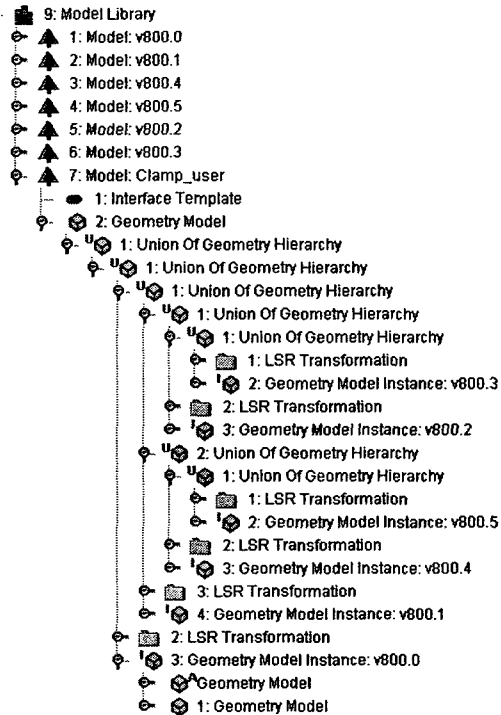 9: Model Library
1: Model: v800.0
2: Model: v800.1
3: Model: v800.4
4: Model: v800.5
5: Model: v800.2
6: Model: v800.3
7: Model: Clamp_user
1: Interface Template
2: Geometry Model
U 1: Union Of Geometry Hierarchy
U 1: Union Of Geometry Hierarchy
U 1: Union Of Geometry Hierarchy
U 1: Union Of Geometry Hierarchy
U 1: Union Of Geometry Hierarchy
1: LSR Transformation
I 2: Geometry Model Instance: v800.3
2: LSR Transformation
I 3: Geometry Model Instance: v800.2
U 2: Union Of Geometry Hierarchy
U 1: Union Of Geometry Hierarchy
1: LSR Transformation
I 2: Geometry Model Instance: v800.5
2: LSR Transformation
I 3: Geometry Model Instance: v800.4
3: LSR Transformation
I 4: Geometry Model Instance: v800.1
2: LSR Transformation
I 3: Geometry Model Instance: v800.0
A Geometry Model
1: Geometry Model